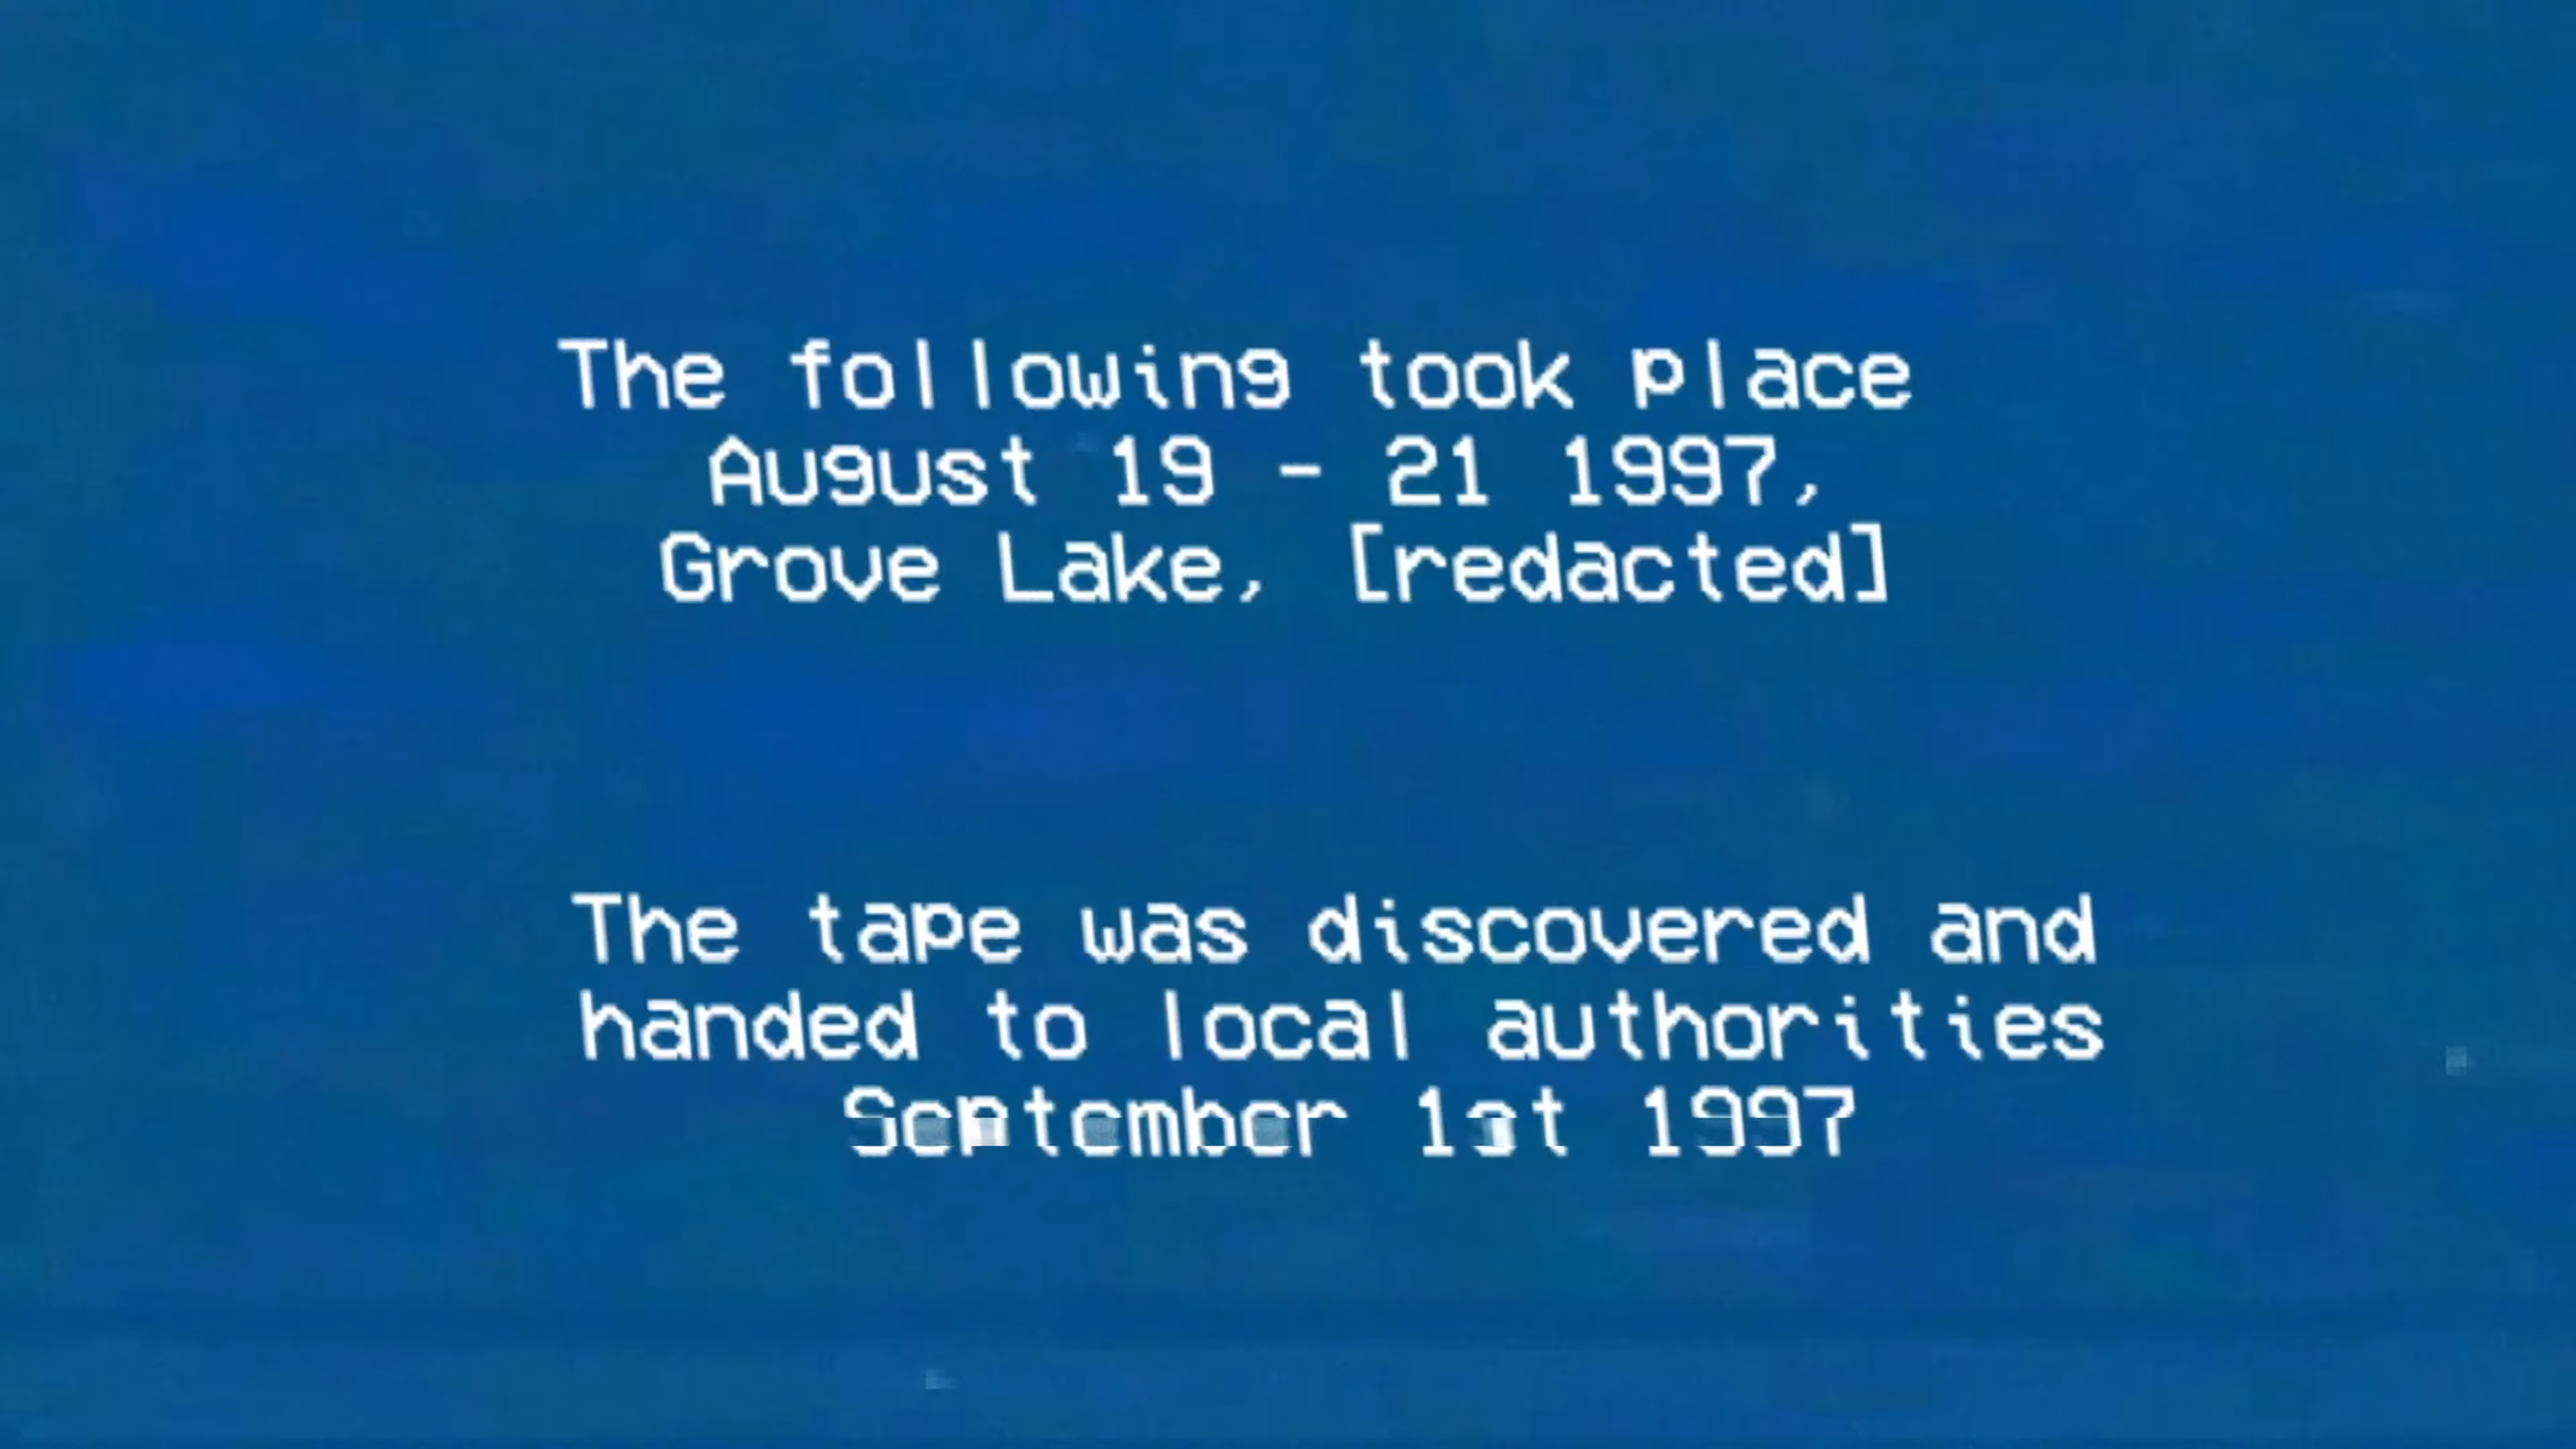 The following took place
August 19 - 21 1997,
Grove Lake, [redacted]
The tape was discovered and
handed to local authorities
September 1st 1997